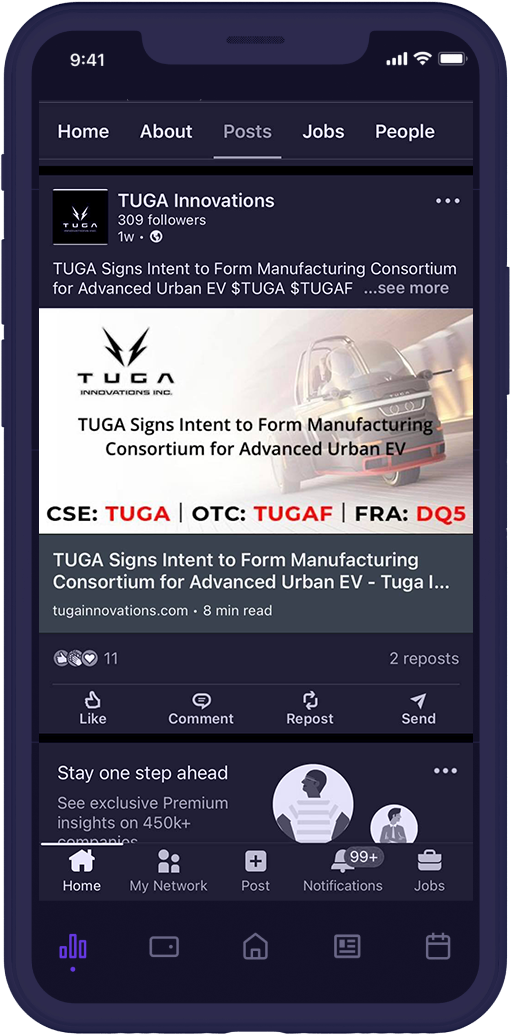 9:41
Home About Posts Jobs People
TUGA
TUGA Innovations
309 followers
1w •
TUGA Signs Intent to Form Manufacturing Consortium
for Advanced Urban EV $TUGA $TUGAF ...see more
TUGA
INNOVATIONS INC.
TUGA Signs Intent to Form Manufacturing
Consortium for Advanced Urban EV
CSE: TUGA | OTC: TUGAF | FRA: DQ5
TUGA Signs Intent to Form Manufacturing
Consortium for Advanced Urban EV - Tuga I...
tugainnovations.com • 8 min read
11 2 reposts
Like Comment Repost Send
Stay one step ahead
See exclusive Premium
insights on 450k+
companies
99+
Home My Network Post Notifications Jobs